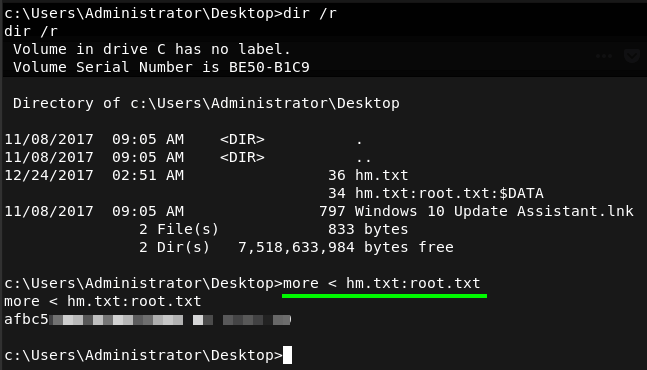 c:\Users\Administrator\Desktop>dir /r
dir /r
 Volume in drive C has no label.
 Volume Serial Number is BE50-B1C9
 Directory of c:\Users\Administrator\Desktop
11/08/2017  09:05 AM    <DIR>          .
11/08/2017  09:05 AM    <DIR>          ..
12/24/2017  02:51 AM                36 hm.txt
                                    34 hm.txt:root.txt:$DATA
11/08/2017  09:05 AM               797 Windows 10 Update Assistant.lnk
               2 File(s)            833 bytes
               2 Dir(s)   7,518,633,984 bytes free
c:\Users\Administrator\Desktop>more < hm.txt:root.txt
more < hm.txt:root.txt
afbc5
c:\Users\Administrator\Desktop>